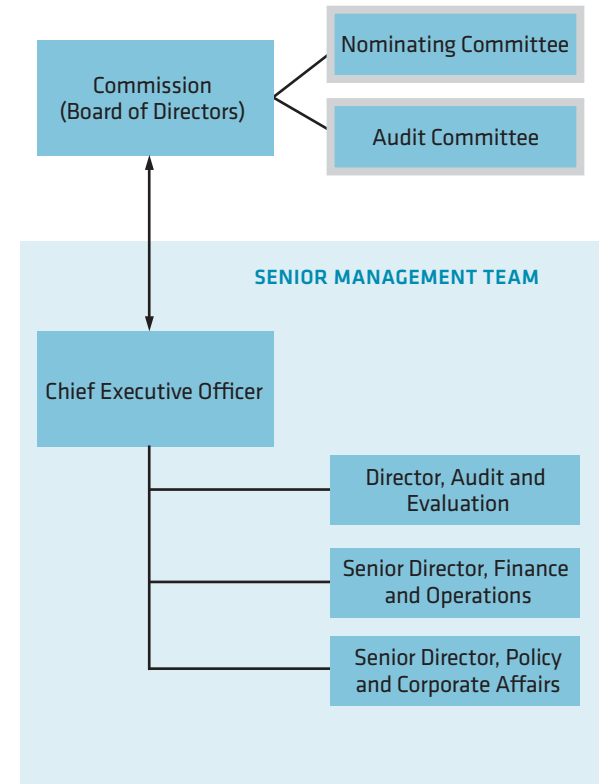 Nominating Committee
Commission
(Board of Directors)
Audit Committee
SENIOR MANAGEMENT TEAM
Chief Executive Officer
Director, Audit and
Evaluation
Senior Director, Finance
and Operations
Senior Director, Policy
and Corporate Affairs